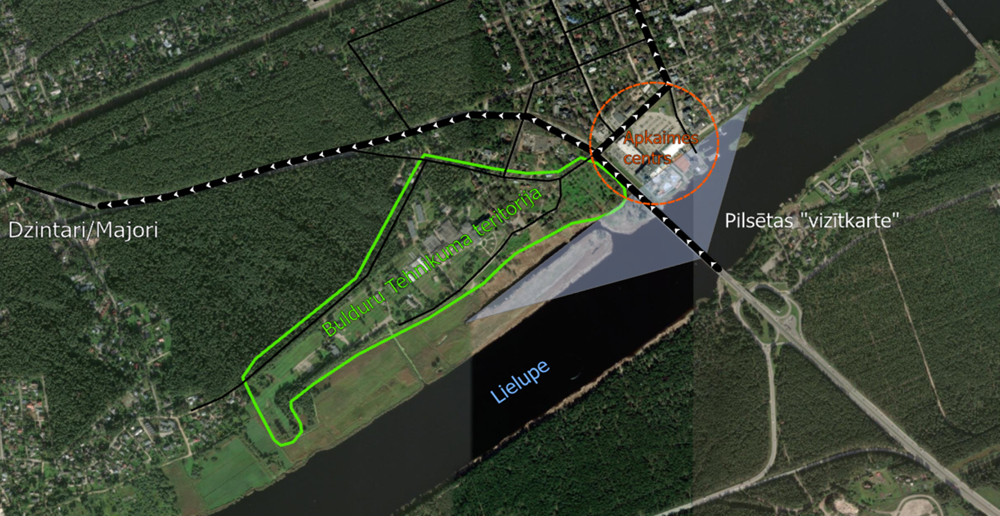 Apkaimes
centrs
Pilsētas "vizītkarte"
Dzintari/Majori
Bulduru Tehnikuma teritorija
Lielupe